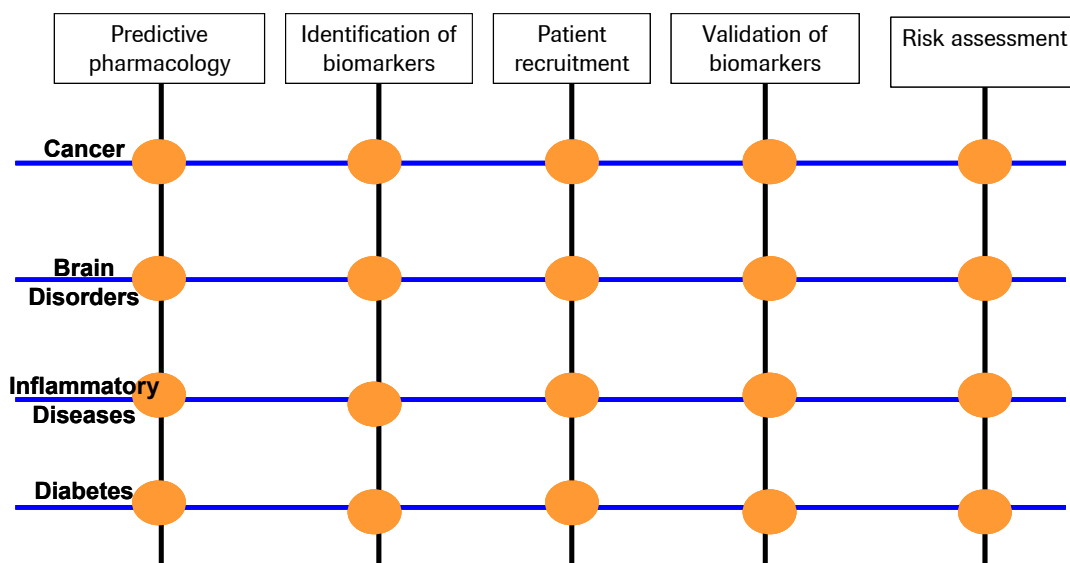 Predictive
pharmacology
Identification of
biomarkers
Patient
recruitment
Validation of
biomarkers
Risk assessment
Cancer
Brain
Disorders
Inflammatory
Diseases
Diabetes